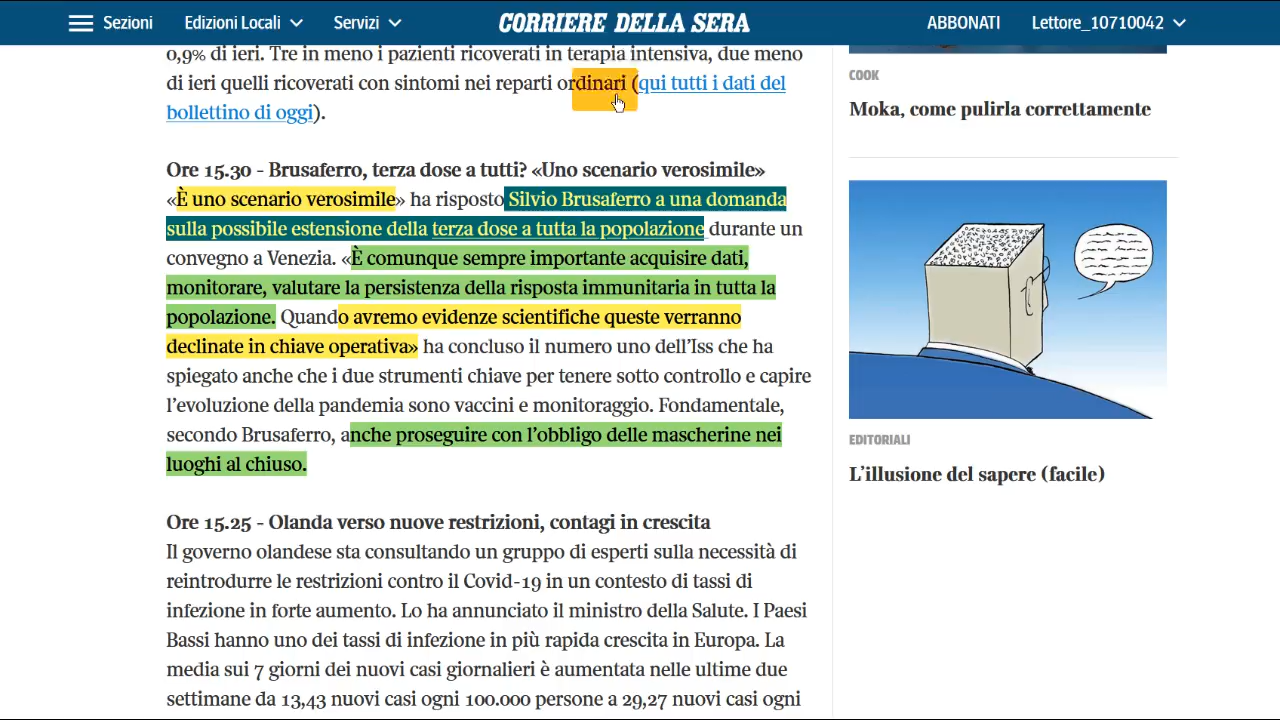 Sezioni
Edizioni Locali
Servizi
CORRIERE DELLA SERA
ABBONATI
Lettore_10710042
0,9% di ieri. Tre in meno i pazienti ricoverati in terapia intensiva, due meno
di ieri quelli ricoverati con sintomi nei reparti ordinari (qui tutti i dati del
bollettino di oggi).
Ore 15.30 - Brusaferro, terza dose a tutti? «Uno scenario verosimile»
«È uno scenario verosimile» ha risposto Silvio Brusaferro a una domanda
sulla possibile estensione della terza dose a tutta la popolazione durante un
convegno a Venezia. «È comunque sempre importante acquisire dati,
monitorare, valutare la persistenza della risposta immunitaria in tutta la
popolazione. Quando avremo evidenze scientifiche queste verranno
declinate in chiave operativa» ha concluso il numero uno dell'Iss che ha
spiegato anche che i due strumenti chiave per tenere sotto controllo e capire
l'evoluzione della pandemia sono vaccini e monitoraggio. Fondamentale,
secondo Brusaferro, anche proseguire con l'obbligo delle mascherine nei
luoghi al chiuso.
Ore 15.25 - Olanda verso nuove restrizioni, contagi in crescita
Il governo olandese sta consultando un gruppo di esperti sulla necessità di
reintrodurre le restrizioni contro il Covid-19 in un contesto di tassi di
infezione in forte aumento. Lo ha annunciato il ministro della Salute. I Paesi
Bassi hanno uno dei tassi di infezione in più rapida crescita in Europa. La
media sui 7 giorni dei nuovi casi giornalieri è aumentata nelle ultime due
settimane da 13,43 nuovi casi ogni 100.000 persone a 29,27 nuovi casi ogni
COOK
Moka, come pulirla correttamente
EDITORIALI
L'illusione del sapere (facile)